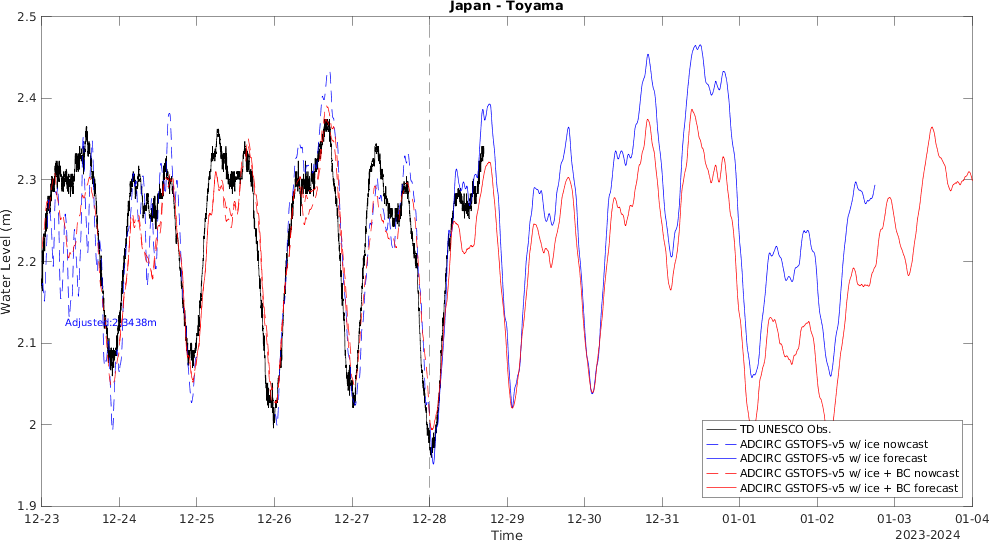 Japan - Toyama
2.5
2.4
2.3
2.2
2.1
2
1.9
Water Level (m)
Adjusted:2.3438m
TD UNESCO Obs.
ADCIRC GSTOFS-v5 w/ ice nowcast
ADCIRC GSTOFS-v5 w/ ice forecast
ADCIRC GSTOFS-v5 w/ ice + BC nowcast
ADCIRC GSTOFS-v5 w/ ice + BC forecast
12-23 12-24 12-25 12-26 12-27 12-28 12-29 12-30 12-31 01-01 01-02 01-03 01-04
Time
2023-2024